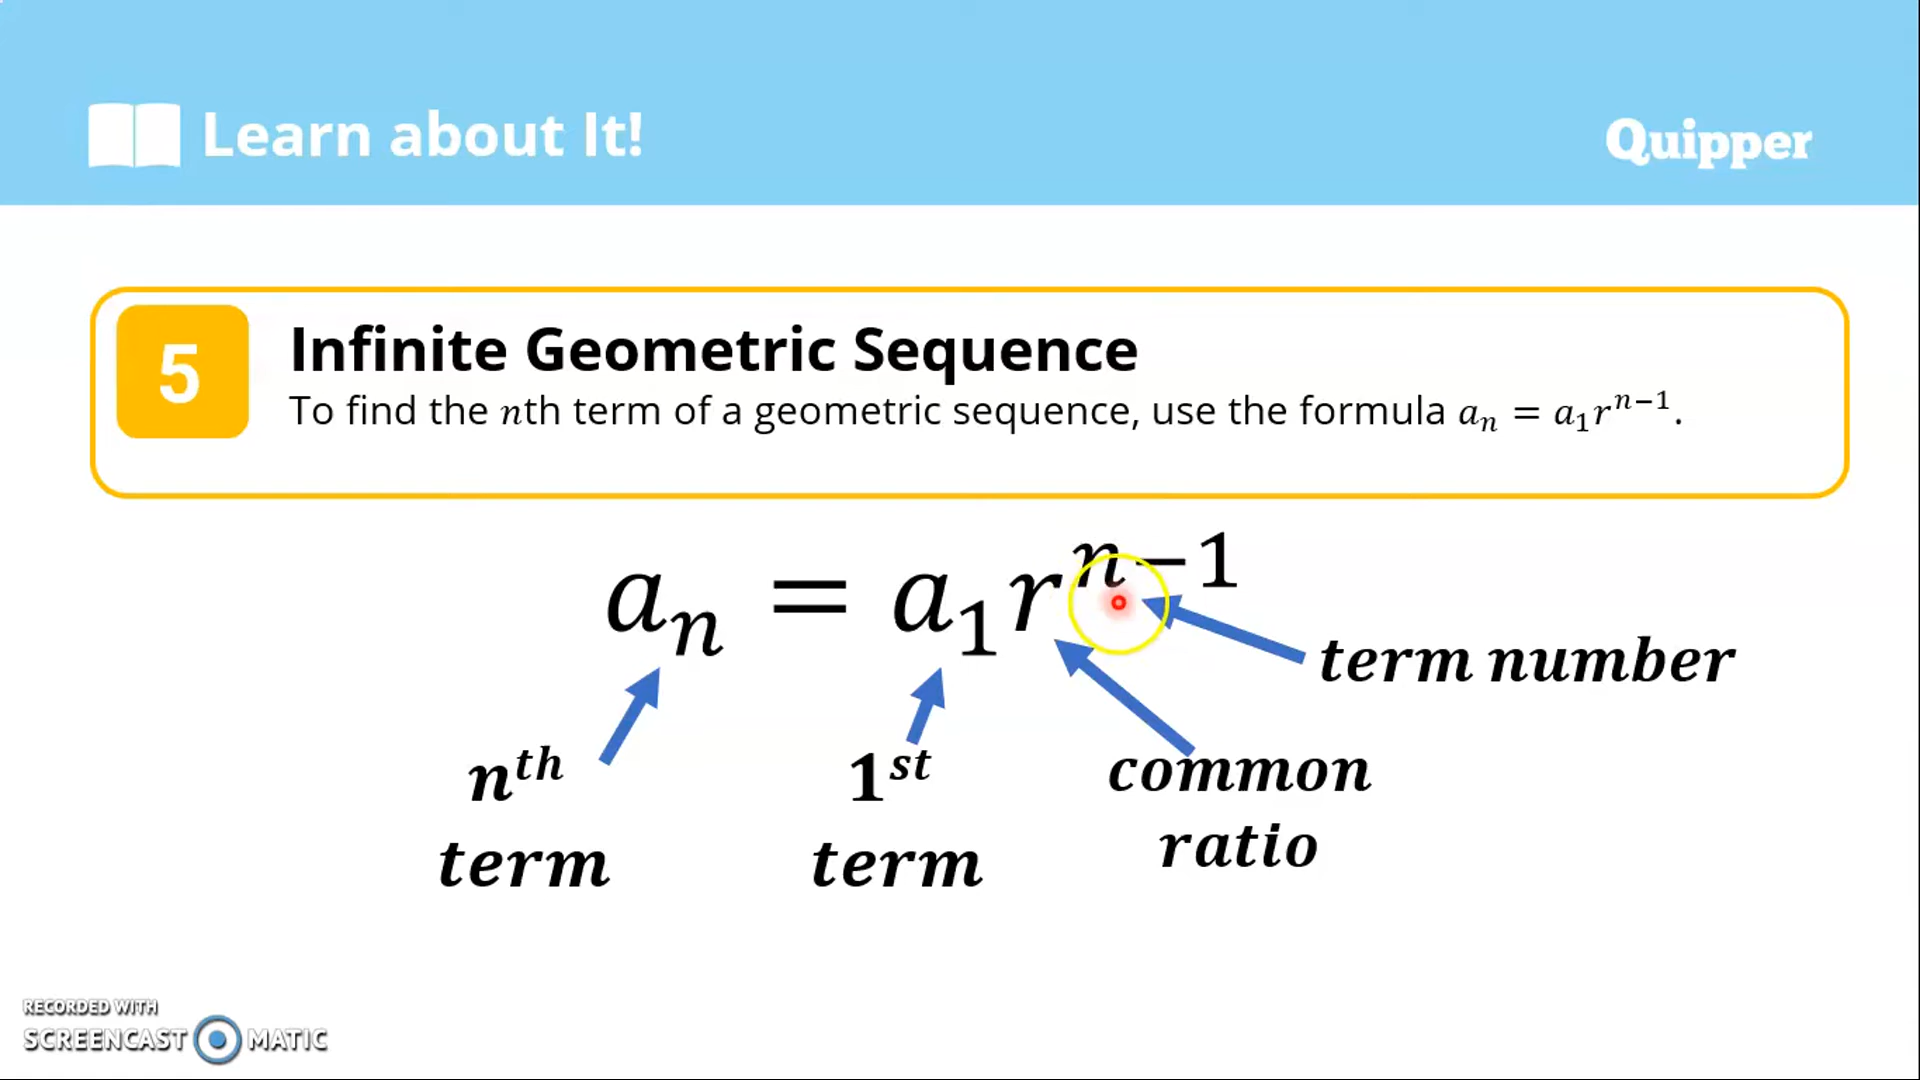 Learn about It!
Quipper
5
Infinite Geometric Sequence
To find the nth term of a geometric sequence, use the formula aₙ = a₁rⁿ⁻¹.
aₙ = a₁rⁿ⁻¹
term number
nᵗʰ
term
1ˢᵗ
term
common
ratio
RECORDED WITH
SCREENCAST MATIC